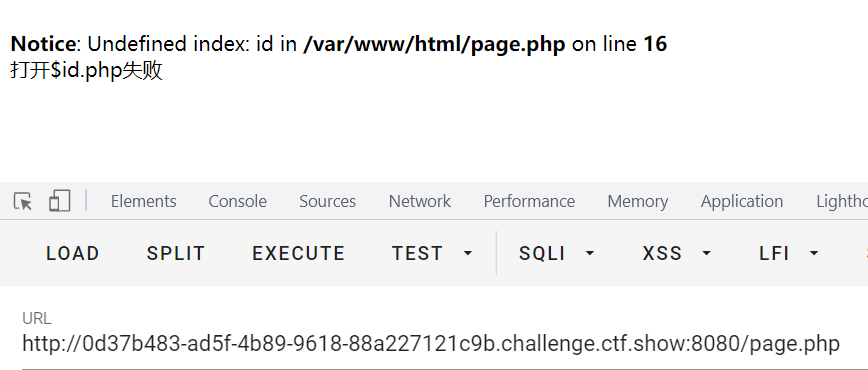 Notice: Undefined index: id in /var/www/html/page.php on line 16
打开$id.php失败
Elements Console Sources Network Performance Memory Application
LOAD SPLIT EXECUTE TEST SQLI XSS LFI
URL
http://0d37b483-ad5f-4b89-9618-88a227121c9b.challenge.ctf.show:8080/page.php